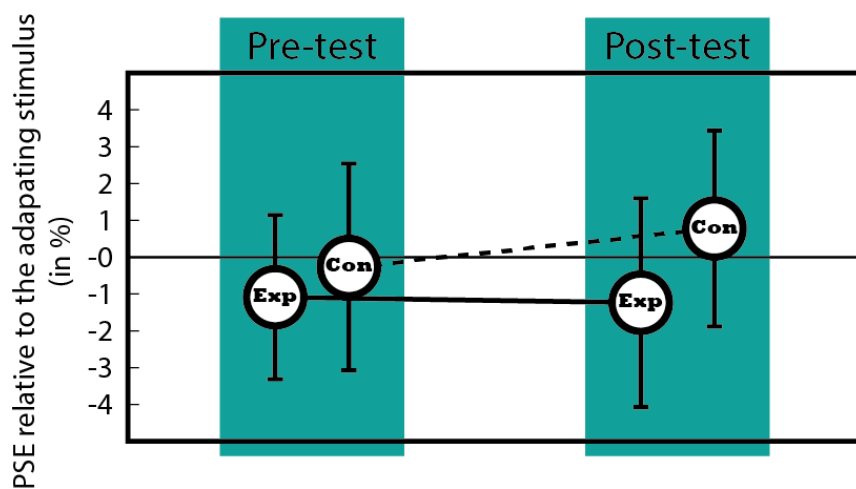 PSE relative to the adapating stimulus
(in %)
Pre-test
Post-test
4
3
2
1
-0
-1
-2
-3
-4
Exp
Con
Exp
Con